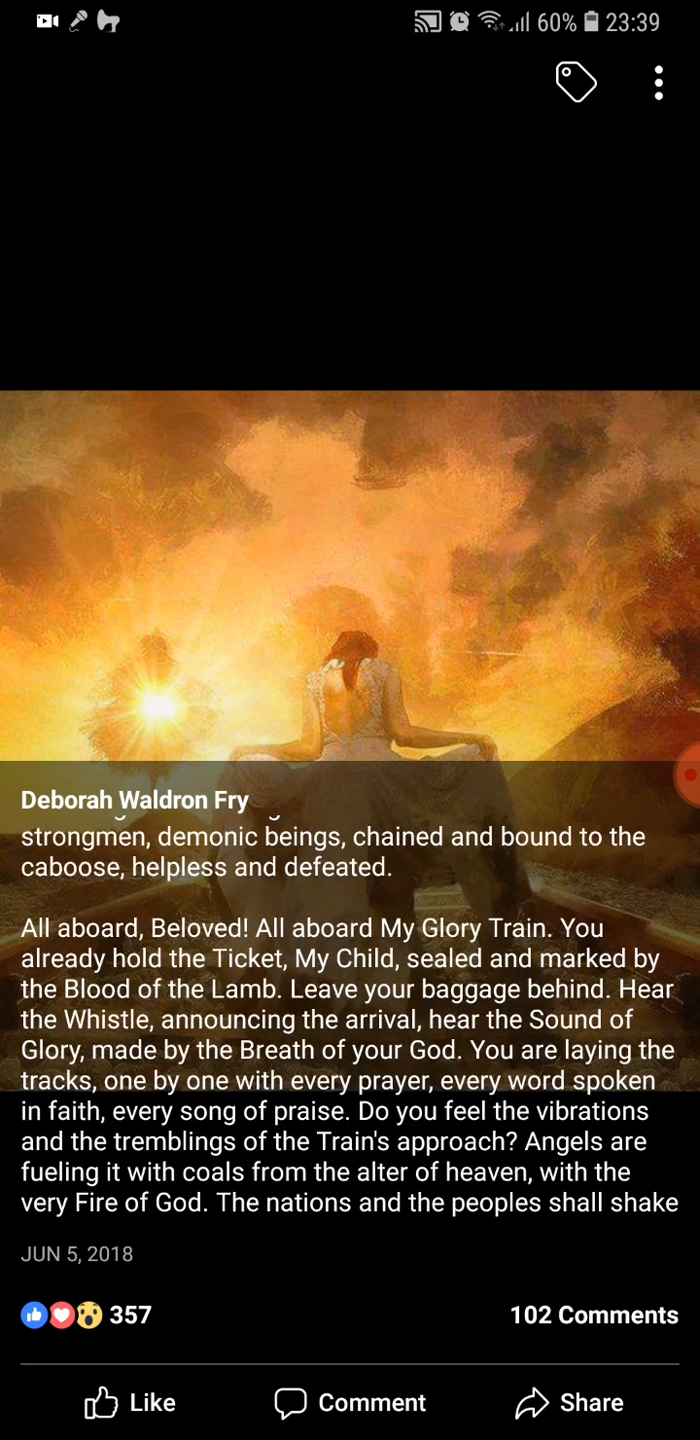 60% 23:39
Deborah Waldron Fry
strongmen, demonic beings, chained and bound to the
caboose, helpless and defeated.
All aboard, Beloved! All aboard My Glory Train. You
already hold the Ticket, My Child, sealed and marked by
the Blood of the Lamb. Leave your baggage behind. Hear
the Whistle, announcing the arrival, hear the Sound of
Glory, made by the Breath of your God. You are laying the
tracks, one by one with every prayer, every word spoken
in faith, every song of praise. Do you feel the vibrations
and the tremblings of the Train's approach? Angels are
fueling it with coals from the alter of heaven, with the
very Fire of God. The nations and the peoples shall shake
JUN 5, 2018
357 102 Comments
Like Comment Share